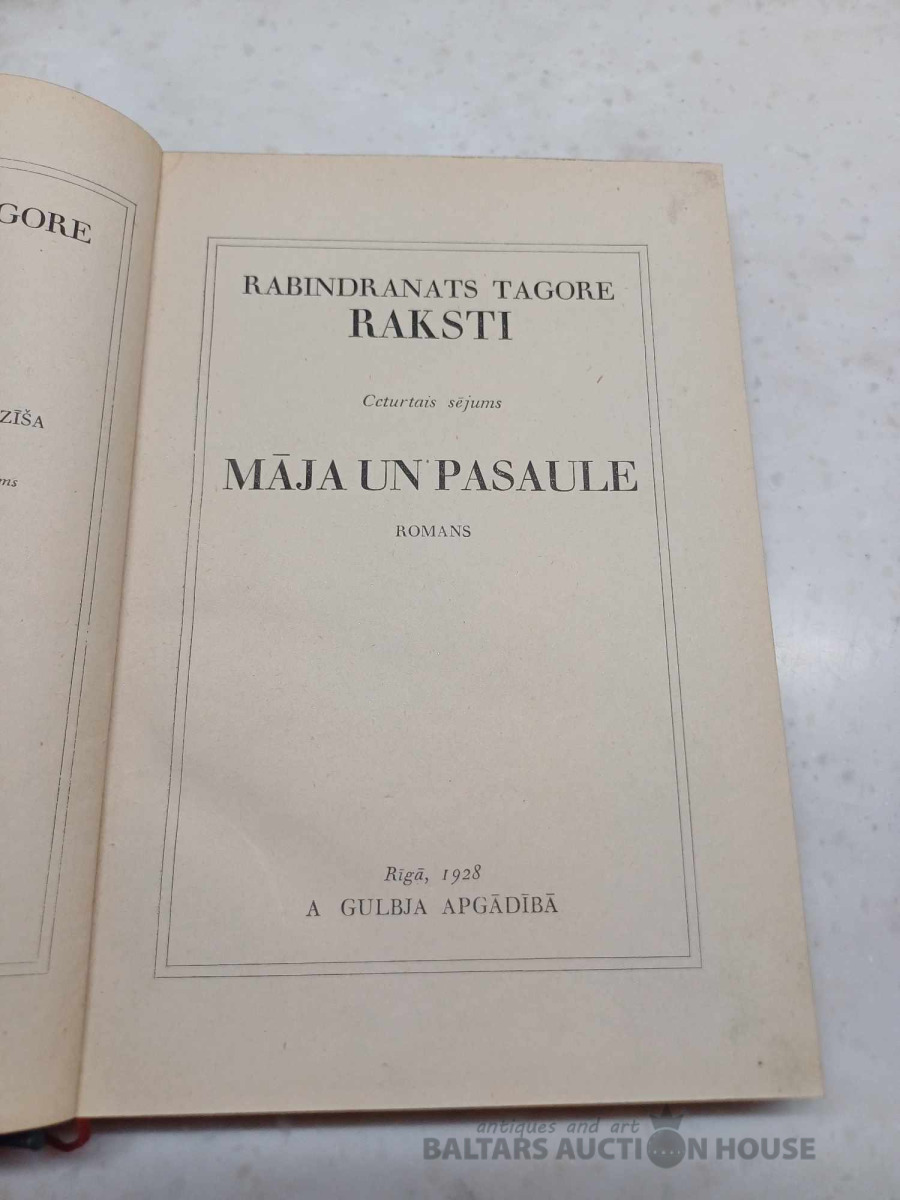 GORE
ZĪŠA
ms
RABINDRANATS TAGORE
RAKSTI
Ceturtais sējums
MĀJA UN PASAULE
ROMANS
Rīgā, 1928
A GULBJA APGĀDĪBĀ
antiques and art
BALTARS AUCTION HOUSE